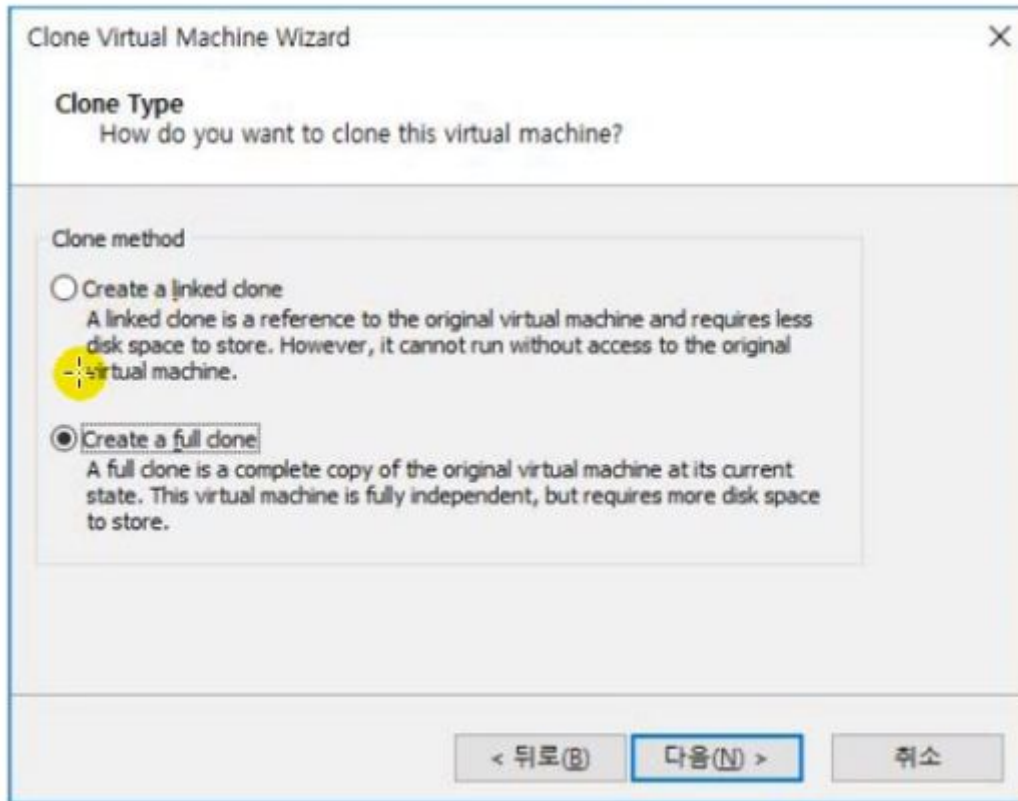 Clone Virtual Machine Wizard
Clone Type
How do you want to clone this virtual machine?
Clone method
Create a linked clone
A linked clone is a reference to the original virtual machine and requires less
disk space to store. However, it cannot run without access to the original
virtual machine.
Create a full clone
A full clone is a complete copy of the original virtual machine at its current
state. This virtual machine is fully independent, but requires more disk space
to store.
< 뒤로(B) 다음(N) > 취소